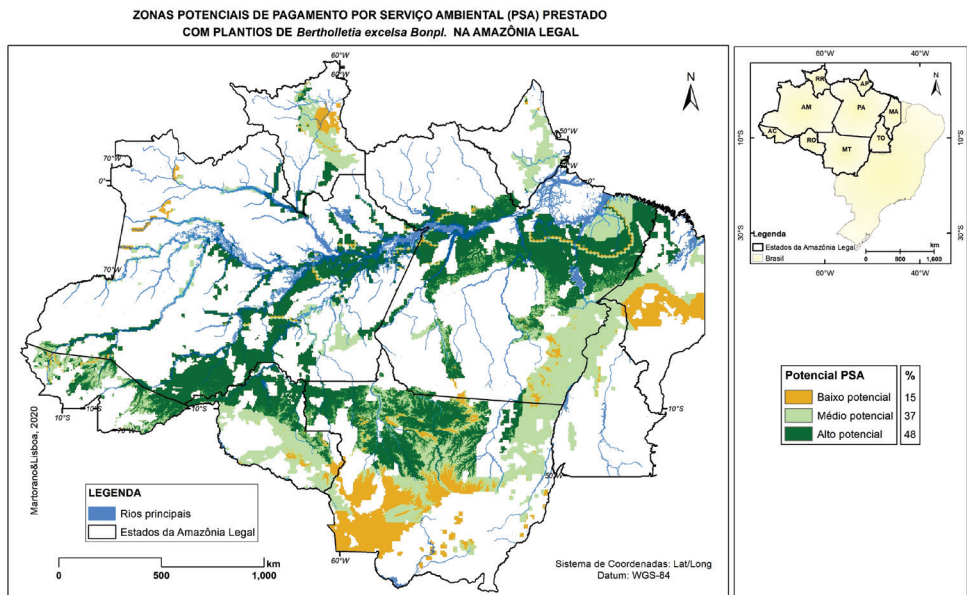 ZONAS POTENCIAIS DE PAGAMENTO POR SERVIÇO AMBIENTAL (PSA) PRESTADO
COM PLANTIOS DE Bertholletia excelsa Bonpl. NA AMAZÔNIA LEGAL
60°W
60°W
N
70°W
0°
50°W
0°
70°W
10°S
10°S
70°W
10°S
10°S
50°W
60°W
Martorano&Lisboa, 2020
LEGENDA
Rios principais
Estados da Amazônia Legal
0 500 1,000 km
Sistema de Coordenadas: Lat/Long
Datum: WGS-84
60°W 40°W
N
RR AP
AM PA MA
AC RO TO
MT
10°S 10°S
30°S 30°S
Legenda
Estados da Amazônia Legal
Brasil
km
0 800 1,600
60°W 40°W
Potencial PSA %
Baixo potencial 15
Médio potencial 37
Alto potencial 48